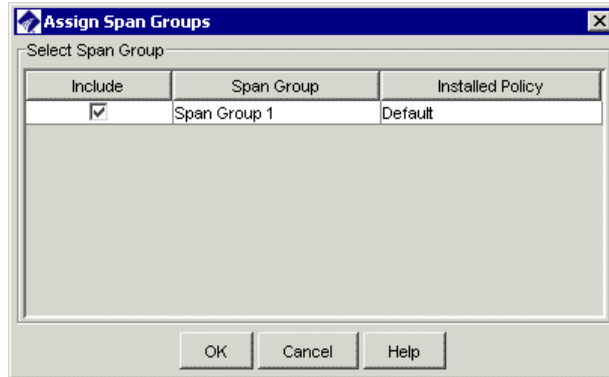 Assign Span Groups
Select Span Group
Include Span Group Installed Policy
Span Group 1 Default
OK Cancel Help